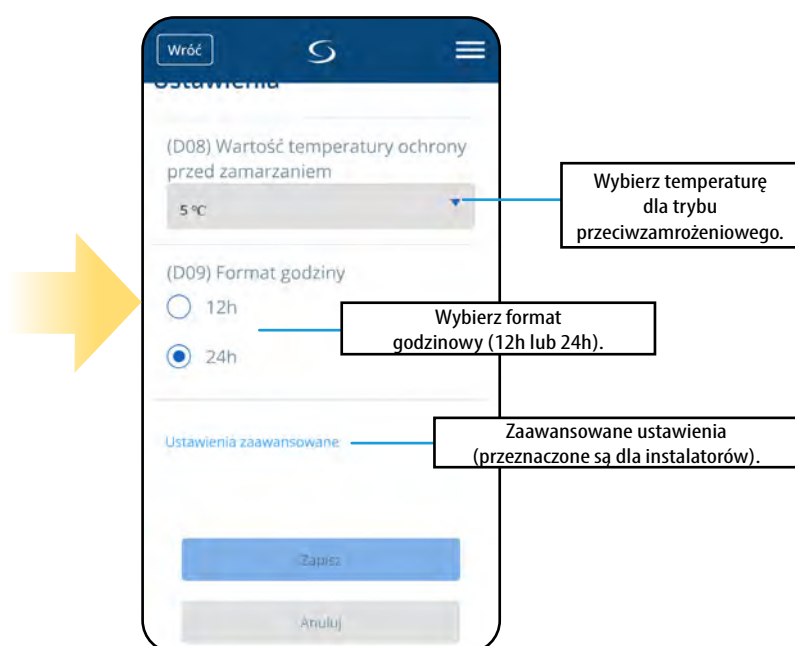 Wróć
Ustawienia
(D08) Wartość temperatury ochrony
przed zamarzaniem
5 °C
Wybierz temperaturę
dla trybu
przeciwzamrożeniowego.
(D09) Format godziny
12h
Wybierz format
godzinowy (12h lub 24h).
24h
Ustawienia zaawansowane
Zaawansowane ustawienia
(przeznaczone są dla instalatorów).
Zapisz
Anuluj